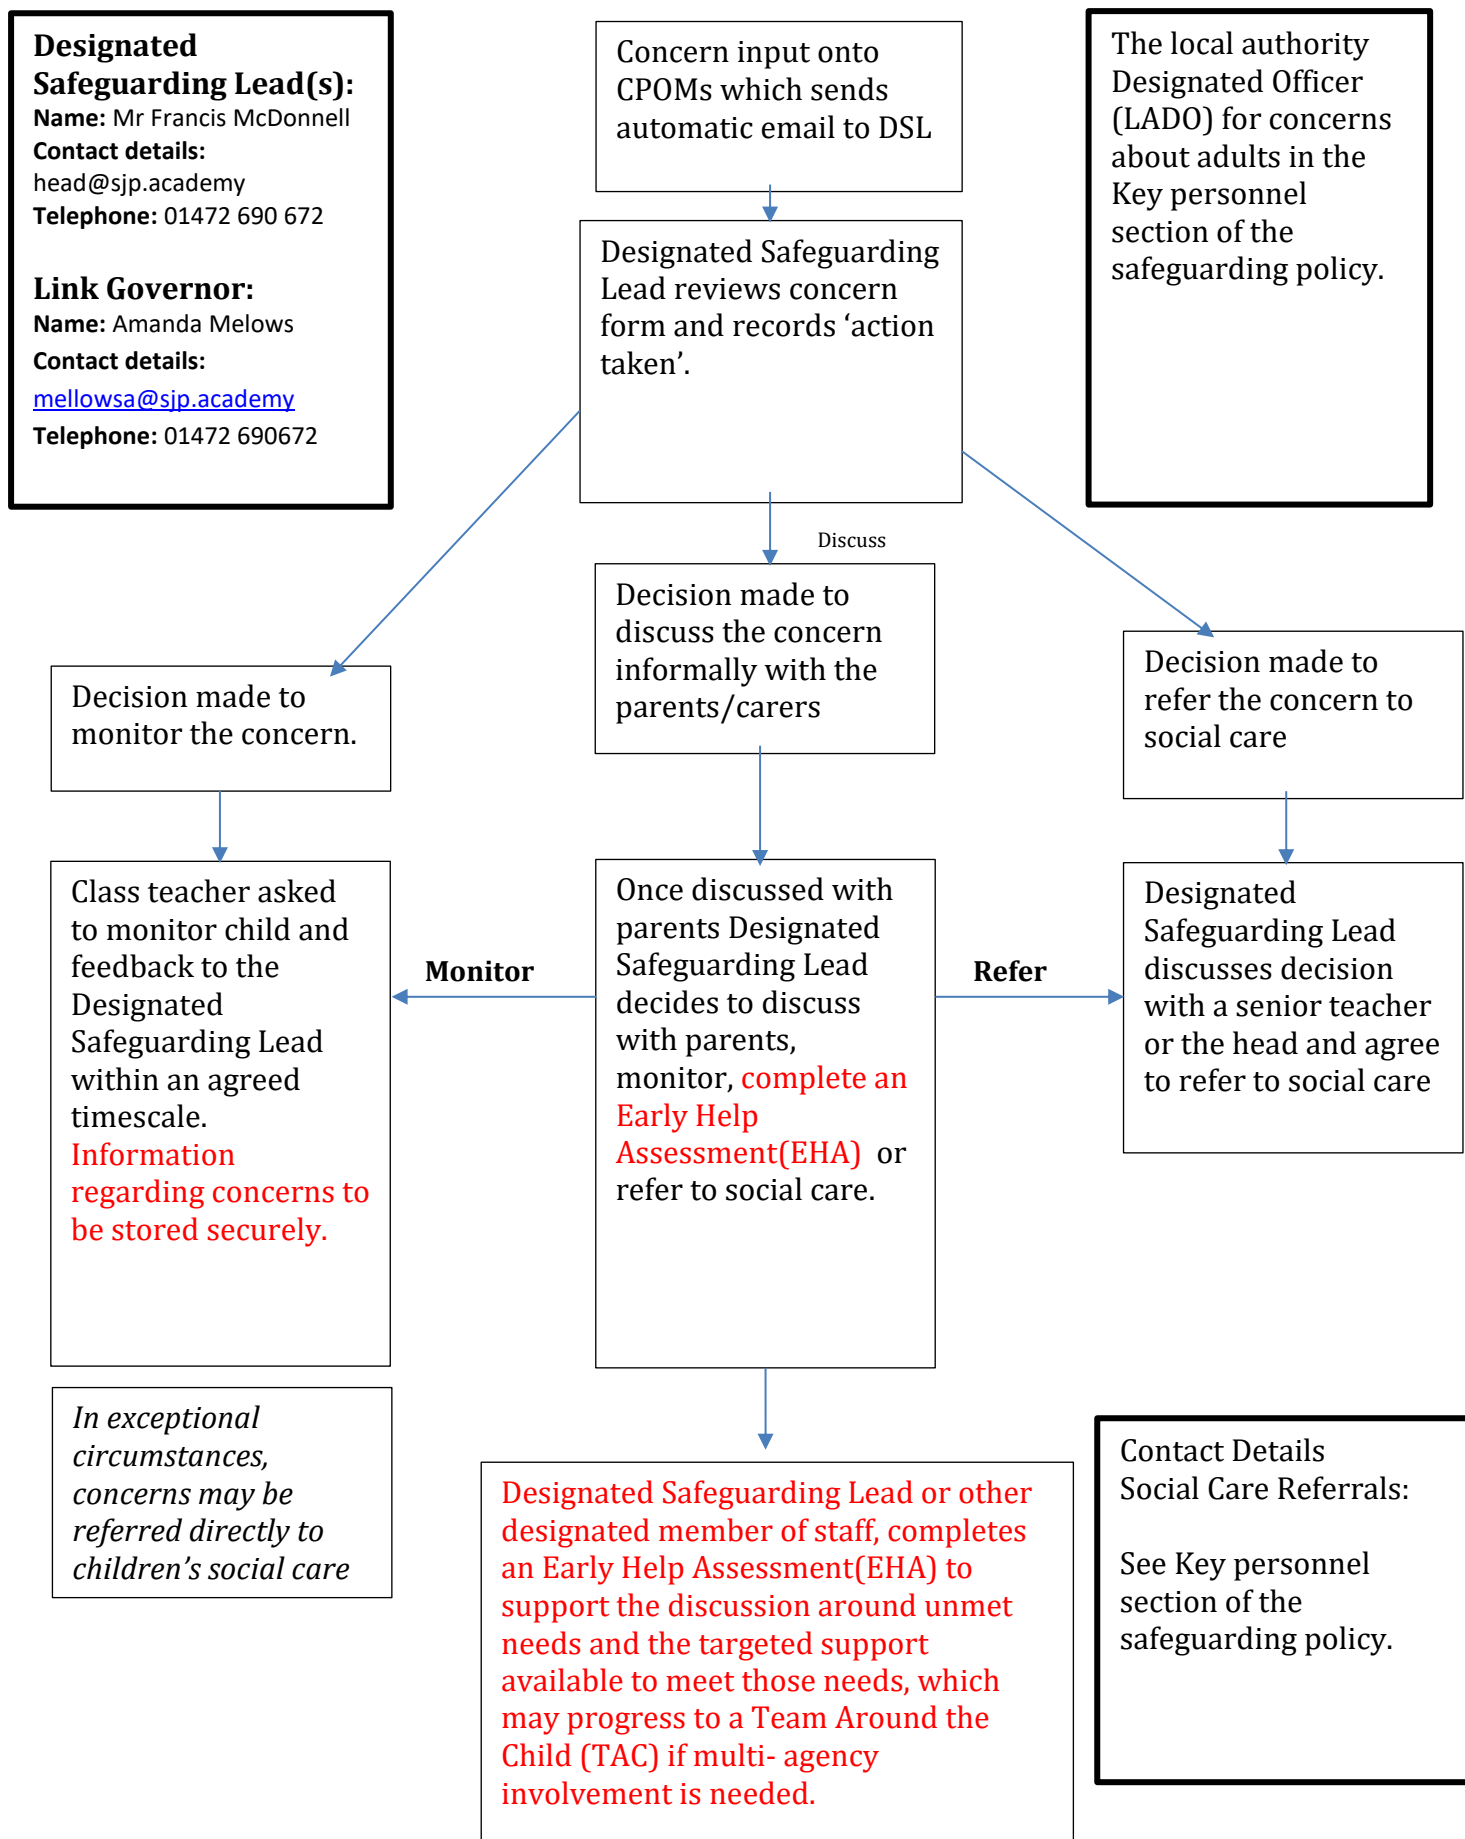 Designated
Safeguarding Lead(s):
Name: Mr Francis McDonnell
Contact details:
head@sjp.academy
Telephone: 01472 690 672
Link Governor:
Name: Amanda Melows
Contact details:
mellowsa@sjp.academy
Telephone: 01472 690672
Concern input onto
CPOMs which sends
automatic email to DSL
The local authority
Designated Officer
(LADO) for concerns
about adults in the
Key personnel
section of the
safeguarding policy.
Designated Safeguarding
Lead reviews concern
form and records ‘action
taken’.
Discuss
Decision made to
monitor the concern.
Decision made to
discuss the concern
informally with the
parents/carers
Decision made to
refer the concern to
social care
Class teacher asked
to monitor child and
feedback to the
Designated
Safeguarding Lead
within an agreed
timescale.
Information
regarding concerns to
be stored securely.
Monitor
Once discussed with
parents Designated
Safeguarding Lead
decides to discuss
with parents,
monitor, complete an
Early Help
Assessment(EHA) or
refer to social care.
Refer
Designated
Safeguarding Lead
discusses decision
with a senior teacher
or the head and agree
to refer to social care
In exceptional
circumstances,
concerns may be
referred directly to
children’s social care
Designated Safeguarding Lead or other
designated member of staff, completes
an Early Help Assessment(EHA) to
support the discussion around unmet
needs and the targeted support
available to meet those needs, which
may progress to a Team Around the
Child (TAC) if multi- agency
involvement is needed.
Contact Details
Social Care Referrals:
See Key personnel
section of the
safeguarding policy.